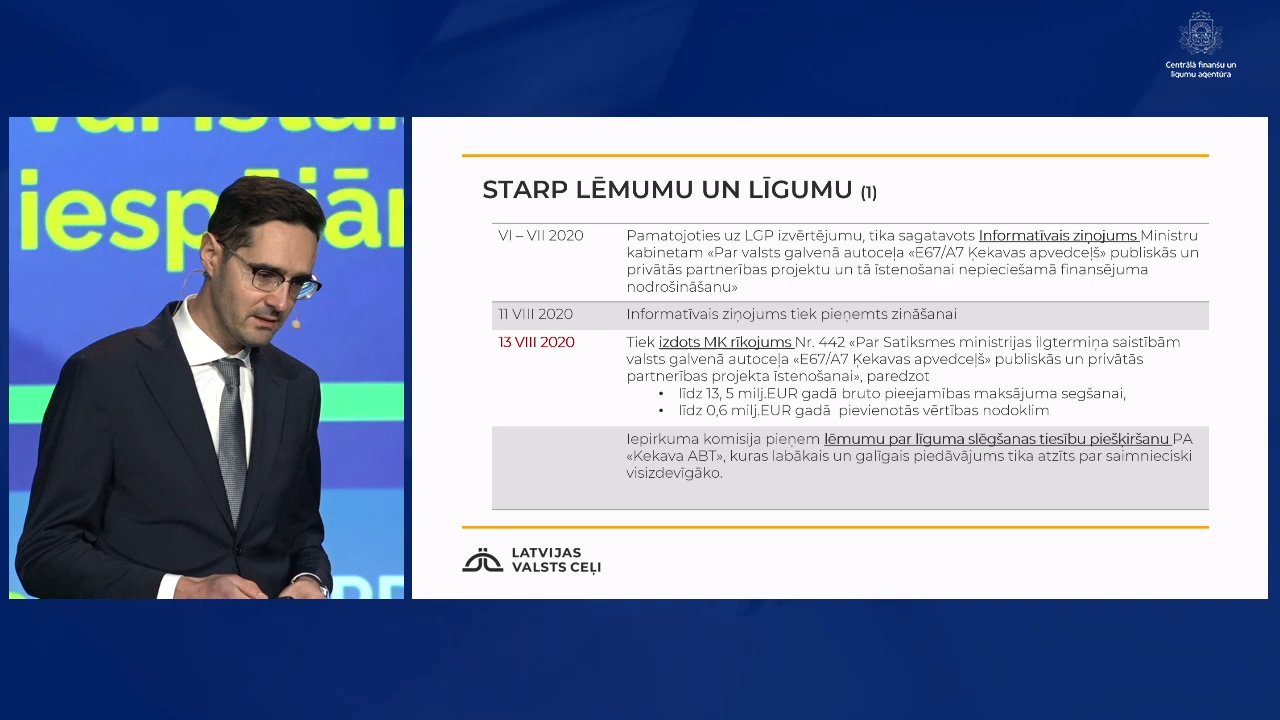 Centrālā finanšu un
līgumu aģentūra
iespējām
STARP LĒMUMU UN LĪGUMU (1)
VI – VII 2020 Pamatojoties uz LGP izvērtējumu, tika sagatavots Informatīvais ziņojums Ministru
kabinetam «Par valsts galvenā autoceļa «E67/A7 Ķekavas apvedceļš» publiskās un
privātās partnerības projektu un tā īstenošanai nepieciešamā finansējuma
nodrošināšanu»
11 VIII 2020 Informatīvais ziņojums tiek pieņemts zināšanai
13 VIII 2020 Tiek izdots MK rīkojums Nr. 442 «Par Satiksmes ministrijas ilgtermiņa saistībām
valsts galvenā autoceļa «E67/A7 Ķekavas apvedceļš» publiskās un privātās
partnerības projekta īstenošanai», paredzot
• līdz 13, 5 milj.EUR gadā bruto pieejamības maksājuma segšanai,
• līdz 0,6 milj.EUR gadā pievienotās vērtības nodoklim
Iepirkuma komisija pieņem lēmumu par līguma slēgšanas tiesību piešķiršanu PA
«Kekava ABT», kuras labākais un galīgais piedāvājums tika atzīts par saimnieciski
visizdevīgāko.
LATVIJAS
VALSTS CEĻI